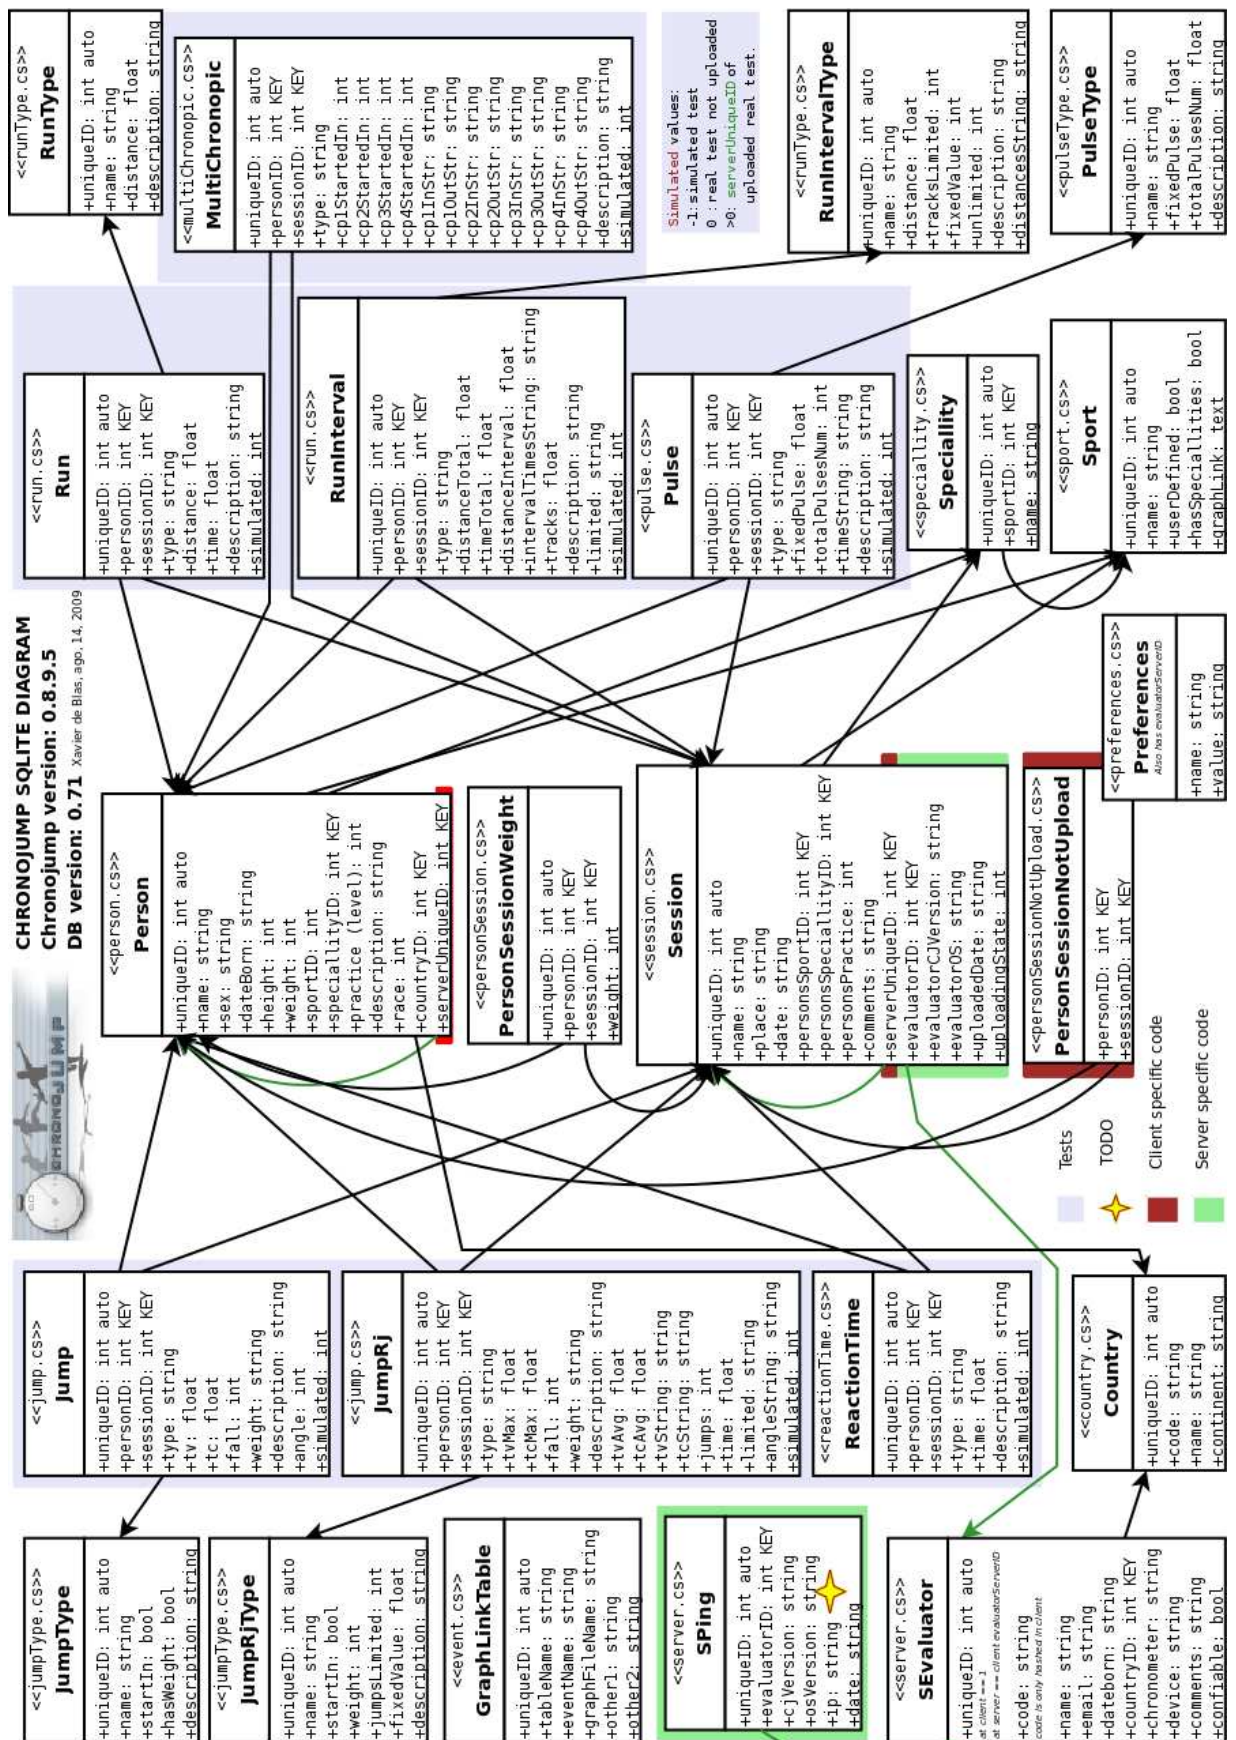 CHRONOJUMP SQLITE DIAGRAM
Chronojump version: 0.8.9.5
DB version: 0.71 Xavier de Blas, ago, 14, 2009
CHRONOJUMP
<<jumpType.cs>>
JumpType
+uniqueID: int auto
+name: string
+startIn: bool
+hasWeight: bool
+description: string
<<jumpType.cs>>
JumpRjType
+uniqueID: int auto
+name: string
+startIn: bool
+weight: int
+jumpsLimited: int
+fixedValue: float
+description: string
<<event.cs>>
GraphLinkTable
+uniqueID: int auto
+tableName: string
+eventName: string
+graphFileName: string
+other1: string
+other2: string
<<server.cs>>
SPing
+uniqueID: int auto
+evaluatorID: int KEY
+cjVersion: string
+osVersion: string
+ip: string
+date: string
<<server.cs>>
SEvaluator
+uniqueID: int auto
at client === 1
at server === client evaluatorServerID
+code: string
code is only hashed in client
+name: string
+email: string
+dateborn: string
+countryID: int KEY
+chronometer: string
+device: string
+comments: string
+confiable: bool
<<jump.cs>>
Jump
+uniqueID: int auto
+personID: int KEY
+sessionID: int KEY
+type: string
+tv: float
+tc: float
+fall: int
+weight: string
+description: string
+angle: int
+simulated: int
<<jump.cs>>
JumpRj
+uniqueID: int auto
+personID: int KEY
+sessionID: int KEY
+type: string
+tvMax: float
+tcMax: float
+fall: int
+weight: string
+description: string
+tvAvg: float
+tcAvg: float
+tvString: string
+tcString: string
+jumps: int
+time: float
+limited: string
+angleString: string
+simulated: int
<<reactionTime.cs>>
ReactionTime
+uniqueID: int auto
+personID: int KEY
+sessionID: int KEY
+type: string
+time: float
+description: string
+simulated: int
<<country.cs>>
Country
+uniqueID: int auto
+code: string
+name: string
+continent: string
<<person.cs>>
Person
+uniqueID: int auto
+name: string
+sex: string
+dateBorn: string
+height: int
+weight: int
+sportID: int
+speciallityID: int KEY
+practice (level): int
+description: string
+race: int
+countryID: int KEY
+serverUniqueID: int KEY
<<personSession.cs>>
PersonSessionWeight
+uniqueID: int auto
+personID: int KEY
+sessionID: int KEY
+weight: int
<<session.cs>>
Session
+uniqueID: int auto
+name: string
+place: string
+date: string
+personsSportID: int KEY
+personsSpeciallityID: int KEY
+personsPractice: int
+comments: string
+serverUniqueID: int KEY
+evaluatorID: int KEY
+evaluatorCJVersion: string
+evaluatorOS: string
+uploadedDate: string
+uploadingState: int
<<personSessionNotUpload.cs>>
PersonSessionNotUpload
+personID: int KEY
+sessionID: int KEY
Tests
TODO
Client specific code
Server specific code
<<preferences.cs>>
Preferences
Also has evaluatorServerID
+name: string
+value: string
<<run.cs>>
Run
+uniqueID: int auto
+personID: int KEY
+sessionID: int KEY
+type: string
+distance: float
+time: float
+description: string
+simulated: int
<<run.cs>>
RunInterval
+uniqueID: int auto
+personID: int KEY
+sessionID: int KEY
+type: string
+distanceTotal: float
+timeTotal: float
+distanceInterval: float
+intervalTimesString: string
+tracks: float
+description: string
+limited: string
+simulated: int
<<pulse.cs>>
Pulse
+uniqueID: int auto
+personID: int KEY
+sessionID: int KEY
+type: string
+fixedPulse: float
+totalPulsesNum: int
+timeString: string
+description: string
+simulated: int
<<speciallity.cs>>
Speciallity
+uniqueID: int auto
+sportID: int KEY
+name: string
<<sport.cs>>
Sport
+uniqueID: int auto
+name: string
+userDefined: bool
+hasSpeciallities: bool
+graphLink: text
<<runType.cs>>
RunType
+uniqueID: int auto
+name: string
+distance: float
+description: string
<<multiChronopic.cs>>
MultiChronopic
+uniqueID: int auto
+personID: int KEY
+sessionID: int KEY
+type: string
+cp1StartedIn: int
+cp2StartedIn: int
+cp3StartedIn: int
+cp4StartedIn: int
+cp1InStr: string
+cp1OutStr: string
+cp2InStr: string
+cp2OutStr: string
+cp3InStr: string
+cp3OutStr: string
+cp4InStr: string
+cp4OutStr: string
+description: string
+simulated: int
Simulated values:
-1:simulated test
0 :real test not uploaded
>0: serverUniqueID of
uploaded real test.
<<runType.cs>>
RunIntervalType
+uniqueID: int auto
+name: string
+distance: float
+tracksLimited: int
+fixedValue: int
+unlimited: int
+description: string
+distancesString: string
<<pulseType.cs>>
PulseType
+uniqueID: int auto
+name: string
+fixedPulse: float
+totalPulsesNum: int
+description: string